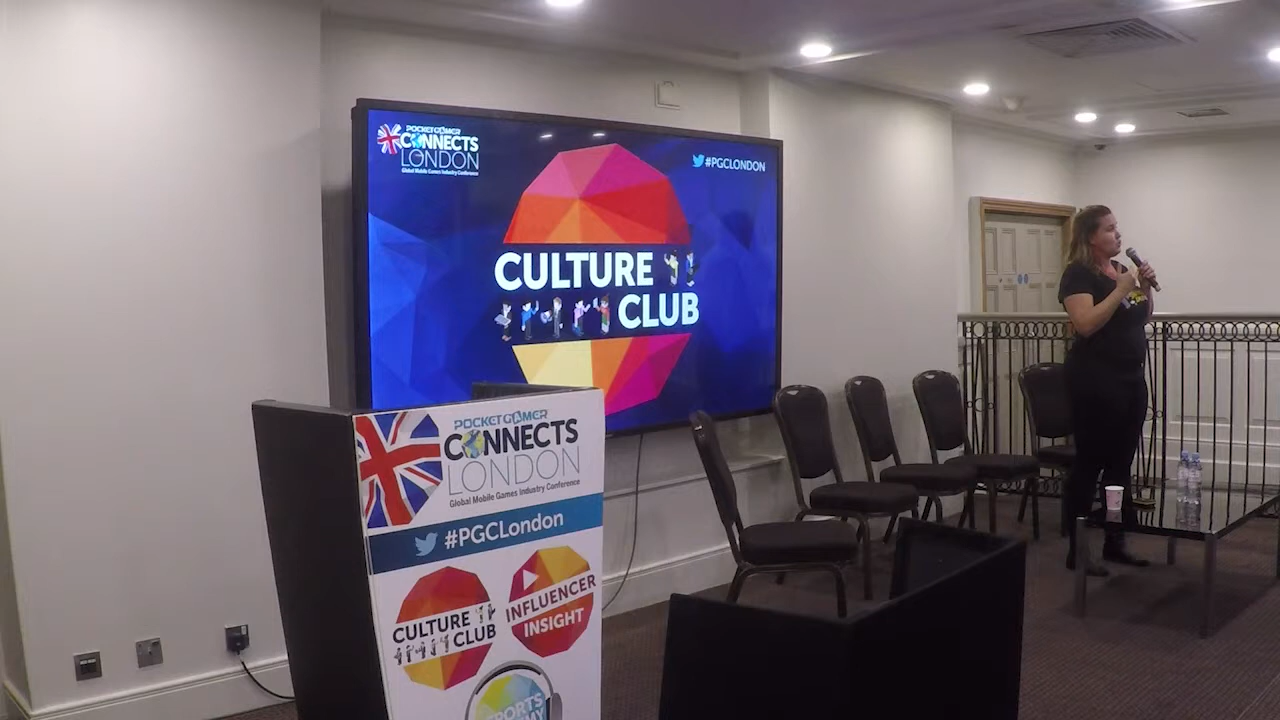 POCKET GAMER
CONNECTS
LONDON
Global Mobile Games Industry Conference
#PGCLONDON
CULTURE
CLUB
POCKET GAMER
CONNECTS
LONDON
Global Mobile Games Industry Conference
#PGCLondon
CULTURE
CLUB
INFLUENCER
INSIGHT